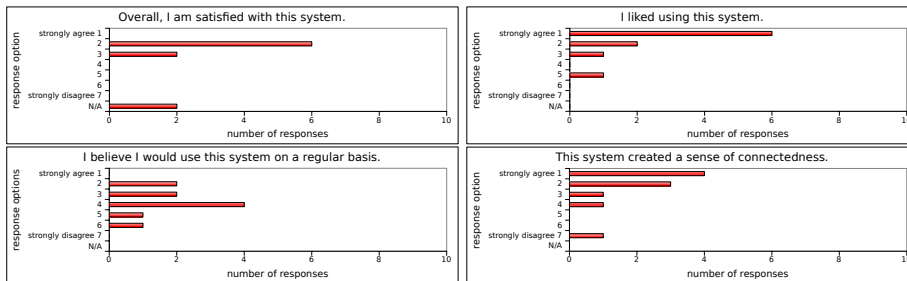 Overall, I am satisfied with this system.
response option
strongly agree 1
2
3
4
5
6
strongly disagree 7
N/A
0 2 4 6 8 10
number of responses
I liked using this system.
response option
strongly agree 1
2
3
4
5
6
strongly disagree 7
N/A
0 2 4 6 8 10
number of responses
I believe I would use this system on a regular basis.
response options
strongly agree 1
2
3
4
5
6
strongly disagree 7
N/A
0 2 4 6 8 10
number of responses
This system created a sense of connectedness.
response option
strongly agree 1
2
3
4
5
6
strongly disagree 7
N/A
0 2 4 6 8 10
number of responses